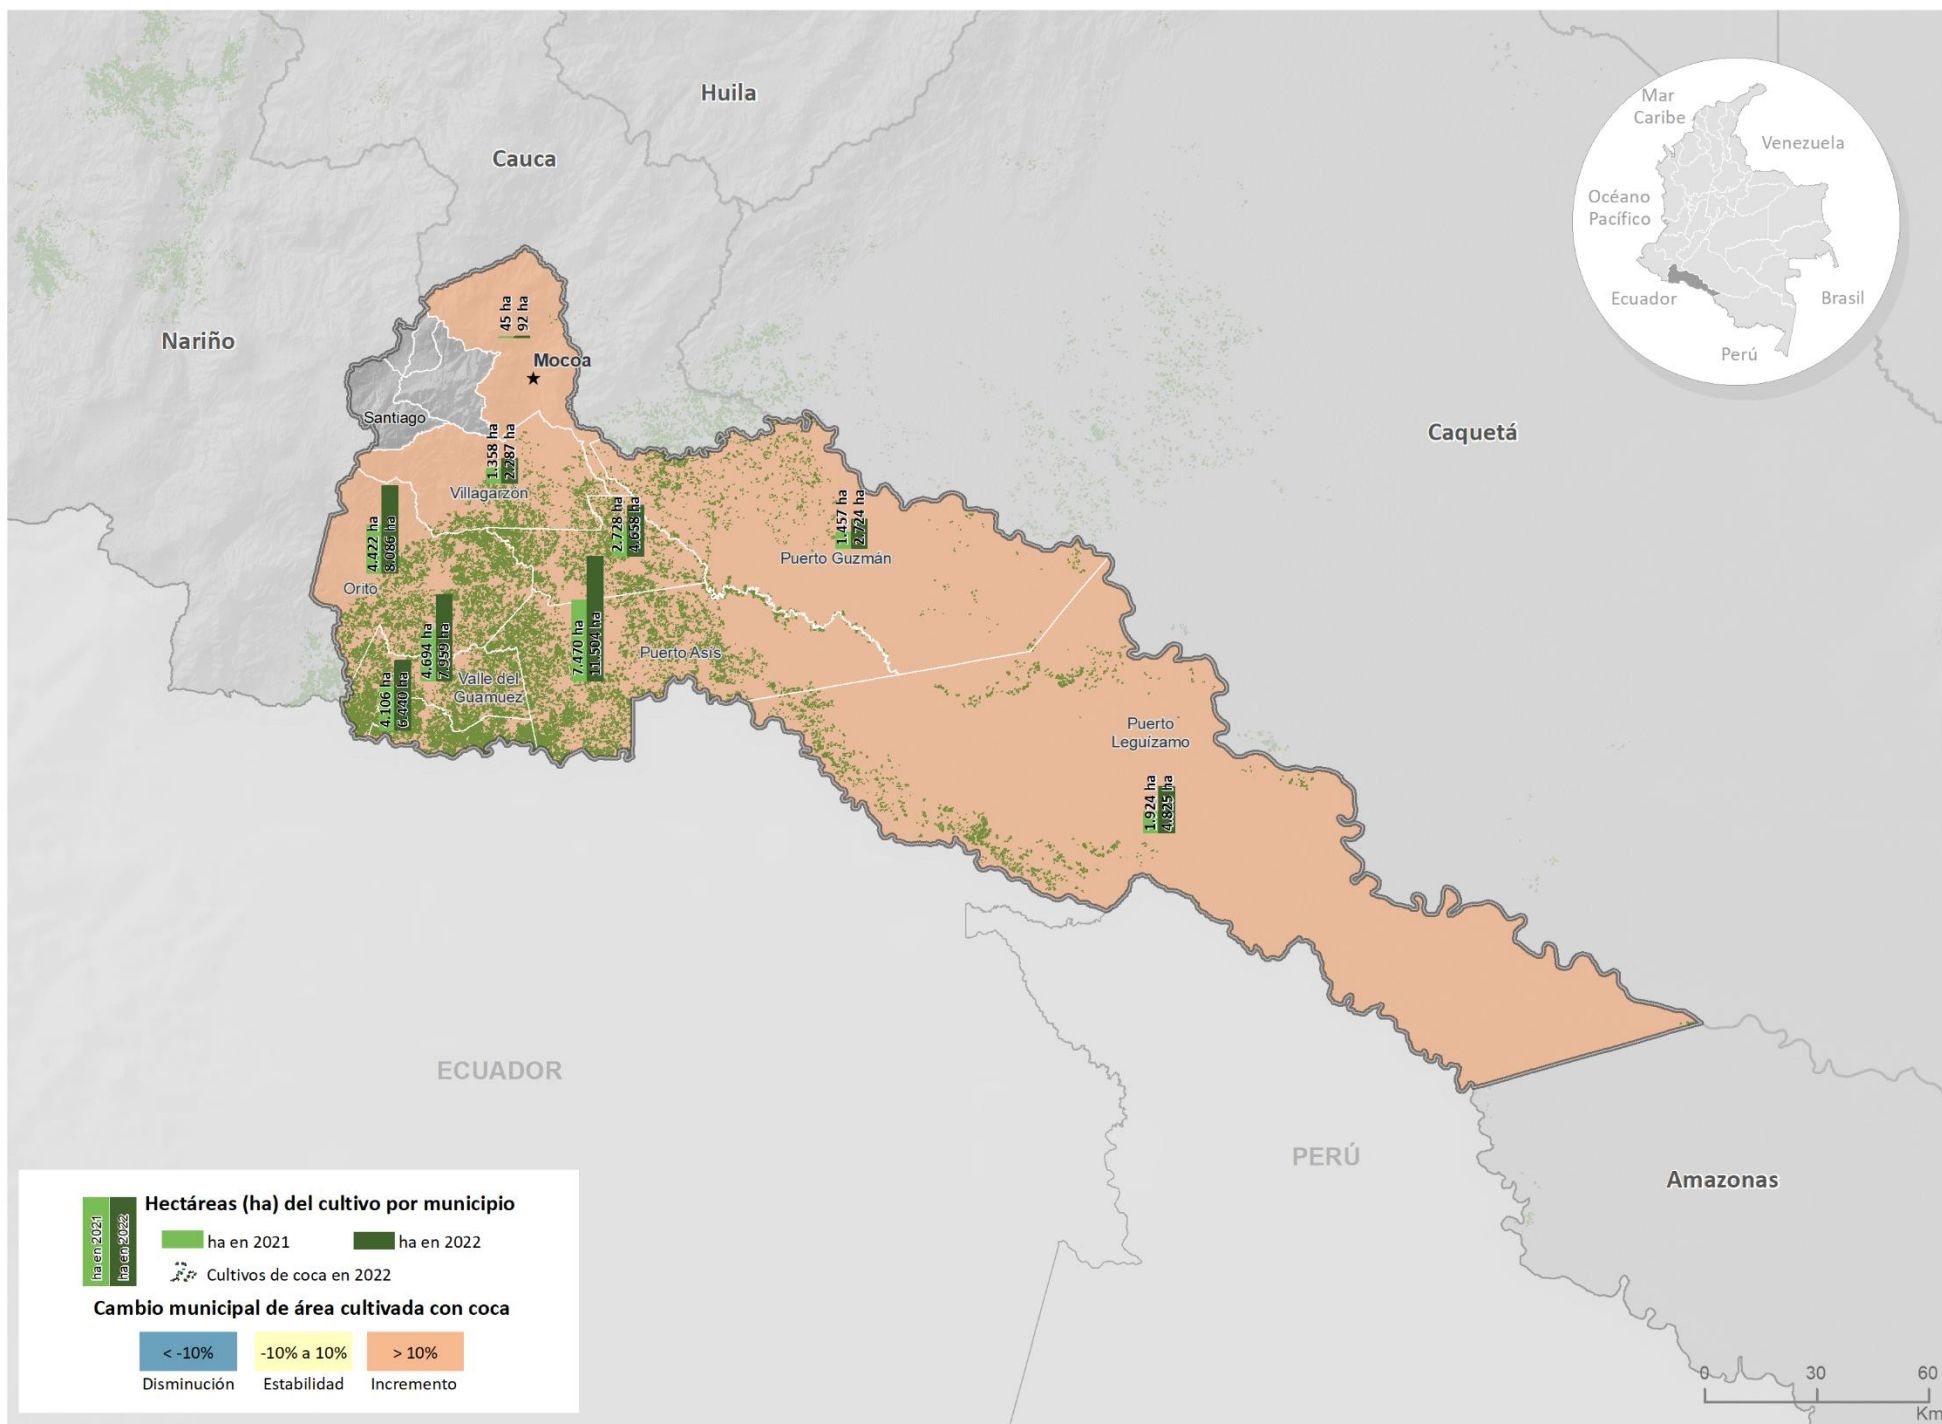 Huila
Cauca
Nariño
Mar
Caribe
Venezuela
Océano
Pacífico
Ecuador
Brasil
Perú
45 ha
92 ha
Mocoa
Santiago
Caquetá
1.358 ha
2.287 ha
Villagarzón
4.422 ha
8.086 ha
Orito
2.728 ha
4.658 ha
1.457 ha
2.724 ha
Puerto Guzmán
4.694 ha
7.959 ha
7.470 ha
11.504 ha
Puerto Asís
Valle del
Guamuez
4.106 ha
6.440 ha
Puerto
Leguízamo
1.924 ha
4.825 ha
ECUADOR
PERÚ
Amazonas
Hectáreas (ha) del cultivo por municipio
ha en 2021
ha en 2022
ha en 2021
ha en 2022
Cultivos de coca en 2022
Cambio municipal de área cultivada con coca
< -10%
-10% a 10%
> 10%
Disminución
Estabilidad
Incremento
0
30
60
Km